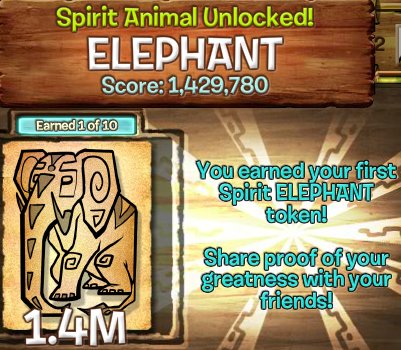 Spirit Animal Unlocked!
ELEPHANT
Score: 1,429,780
2
Earned 1 of 10
You earned your first
Spirit ELEPHANT
token!
Share proof of your
greatness with your
friends!
1.4M